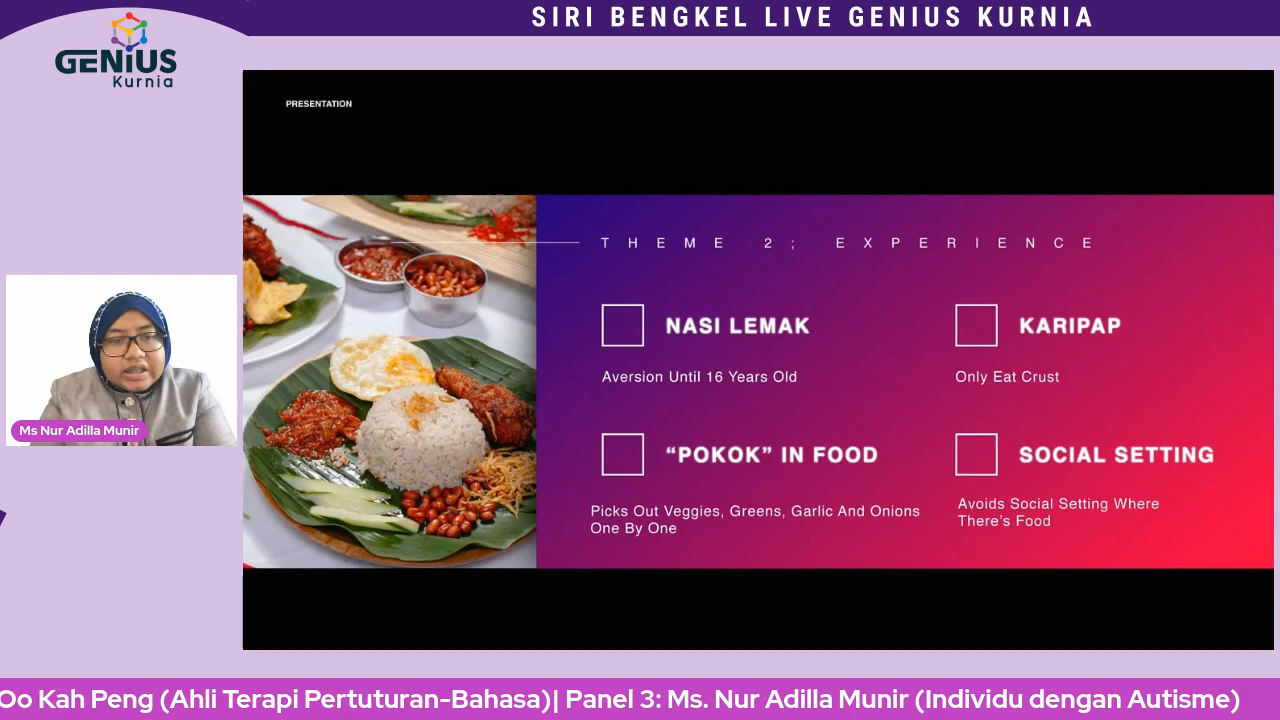 SIRI BENGKEL LIVE GENIUS KURNIA
GENIUS
Kurnia
PRESENTATION
THEME 2; EXPERIENCE
NASI LEMAK
Aversion Until 16 Years Old
KARIPAP
Only Eat Crust
“POKOK” IN FOOD
Picks Out Veggies, Greens, Garlic And Onions
One By One
SOCIAL SETTING
Avoids Social Setting Where
There's Food
Ms Nur Adilla Munir
Oo Kah Peng (Ahli Terapi Pertuturan-Bahasa)| Panel 3: Ms. Nur Adilla Munir (Individu dengan Autisme)